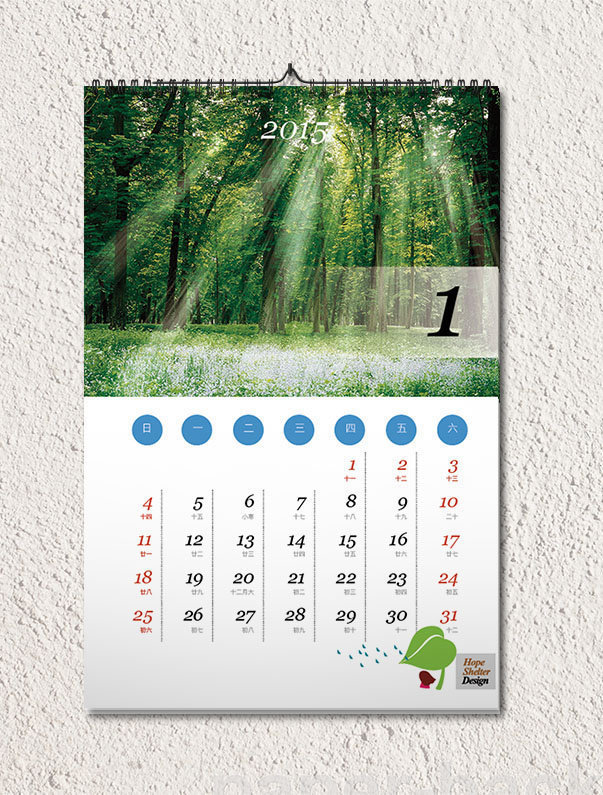 2015
1
日 一 二 三 四 五 六
1 2 3
十一 十二 十三
4 5 6 7 8 9 10
十四 十五 小寒 十七 十八 十九 二十
11 12 13 14 15 16 17
廿一 廿二 廿三 廿四 廿五 廿六 廿七
18 19 20 21 22 23 24
廿八 廿九 十二月大 初二 初三 初四 初五
25 26 27 28 29 30 31
初六 初七 初八 初九 初十 十一 十二
Hope
Shelter
Design